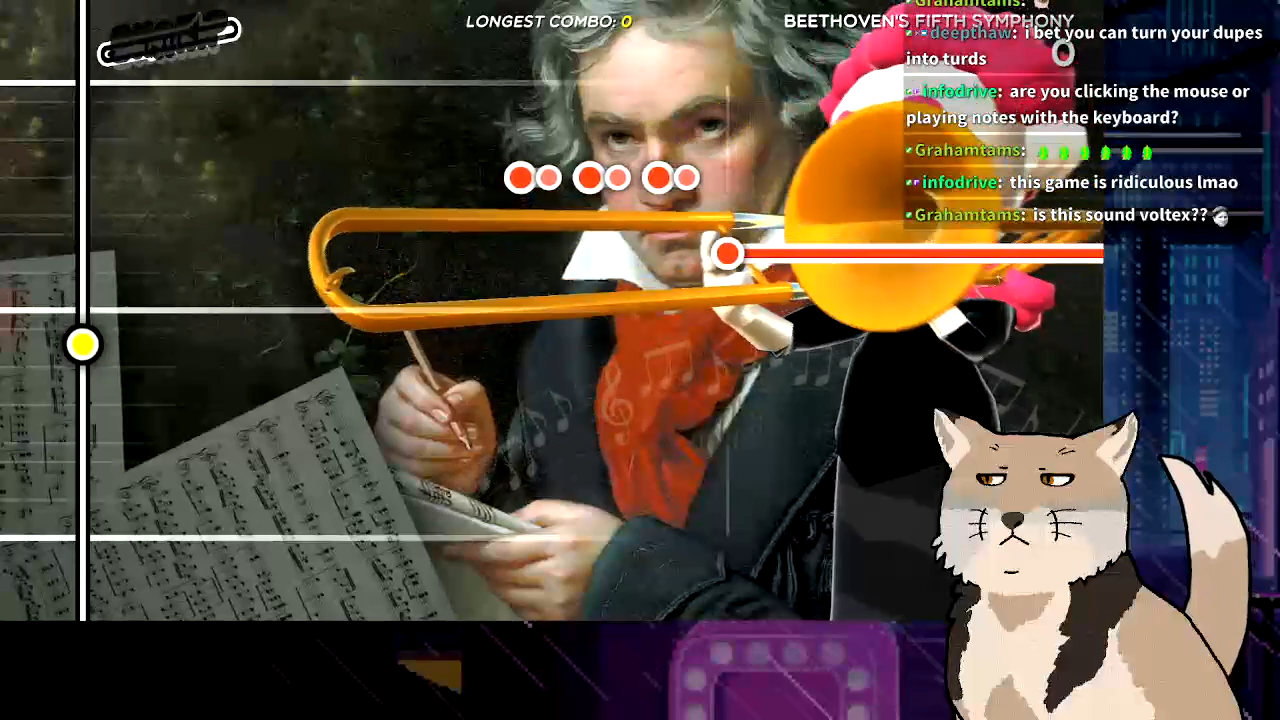 LONGEST COMBO: 0
BEETHOVEN'S FIFTH SYMPHONY
0
Grahamtams:
deepthaw: i bet you can turn your dupes
into turds
infodrive: are you clicking the mouse or
playing notes with the keyboard?
Grahamtams:
infodrive: this game is ridiculous lmao
Grahamtams: is this sound voltex??